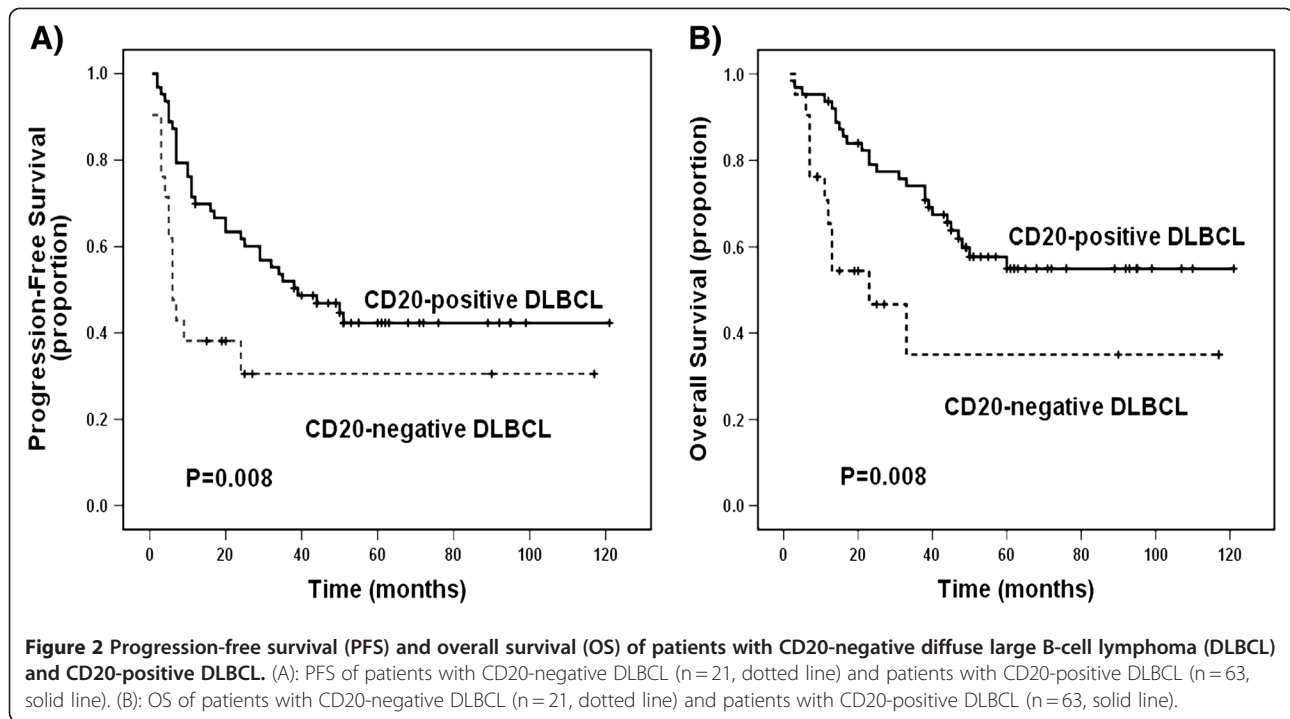 A)
Progression-Free Survival
(proportion)
1.0
0.8
0.6
0.4
0.2
0.0
CD20-positive DLBCL
CD20-negative DLBCL
P=0.008
0 20 40 60 80 100 120
Time (months)
B)
Overall Survival (proportion)
1.0
0.8
0.6
0.4
0.2
0.0
CD20-positive DLBCL
CD20-negative DLBCL
P=0.008
0 20 40 60 80 100 120
Time (months)
Figure 2 Progression-free survival (PFS) and overall survival (OS) of patients with CD20-negative diffuse large B-cell lymphoma (DLBCL)
and CD20-positive DLBCL. (A): PFS of patients with CD20-negative DLBCL (n = 21, dotted line) and patients with CD20-positive DLBCL (n = 63,
solid line). (B): OS of patients with CD20-negative DLBCL (n = 21, dotted line) and patients with CD20-positive DLBCL (n = 63, solid line).